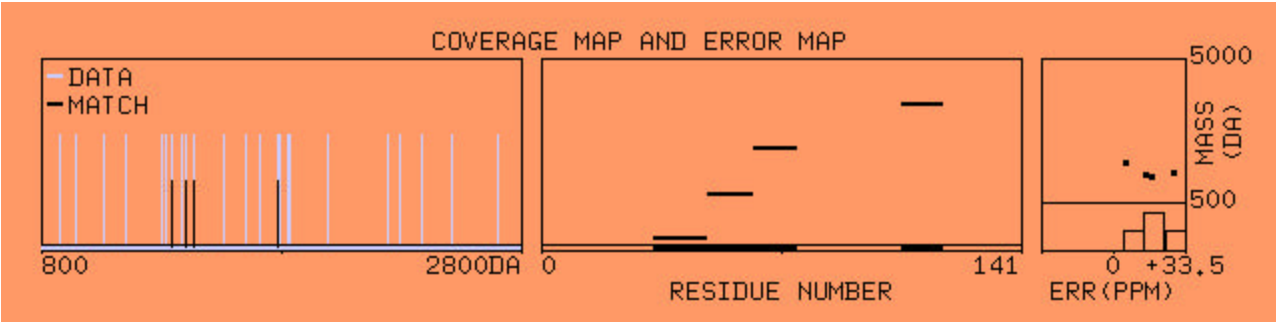 COVERAGE MAP AND ERROR MAP
DATA
MATCH
800
2800DA
0
141
RESIDUE NUMBER
5000
MASS
(DA)
500
0
+33.5
ERR(PPM)